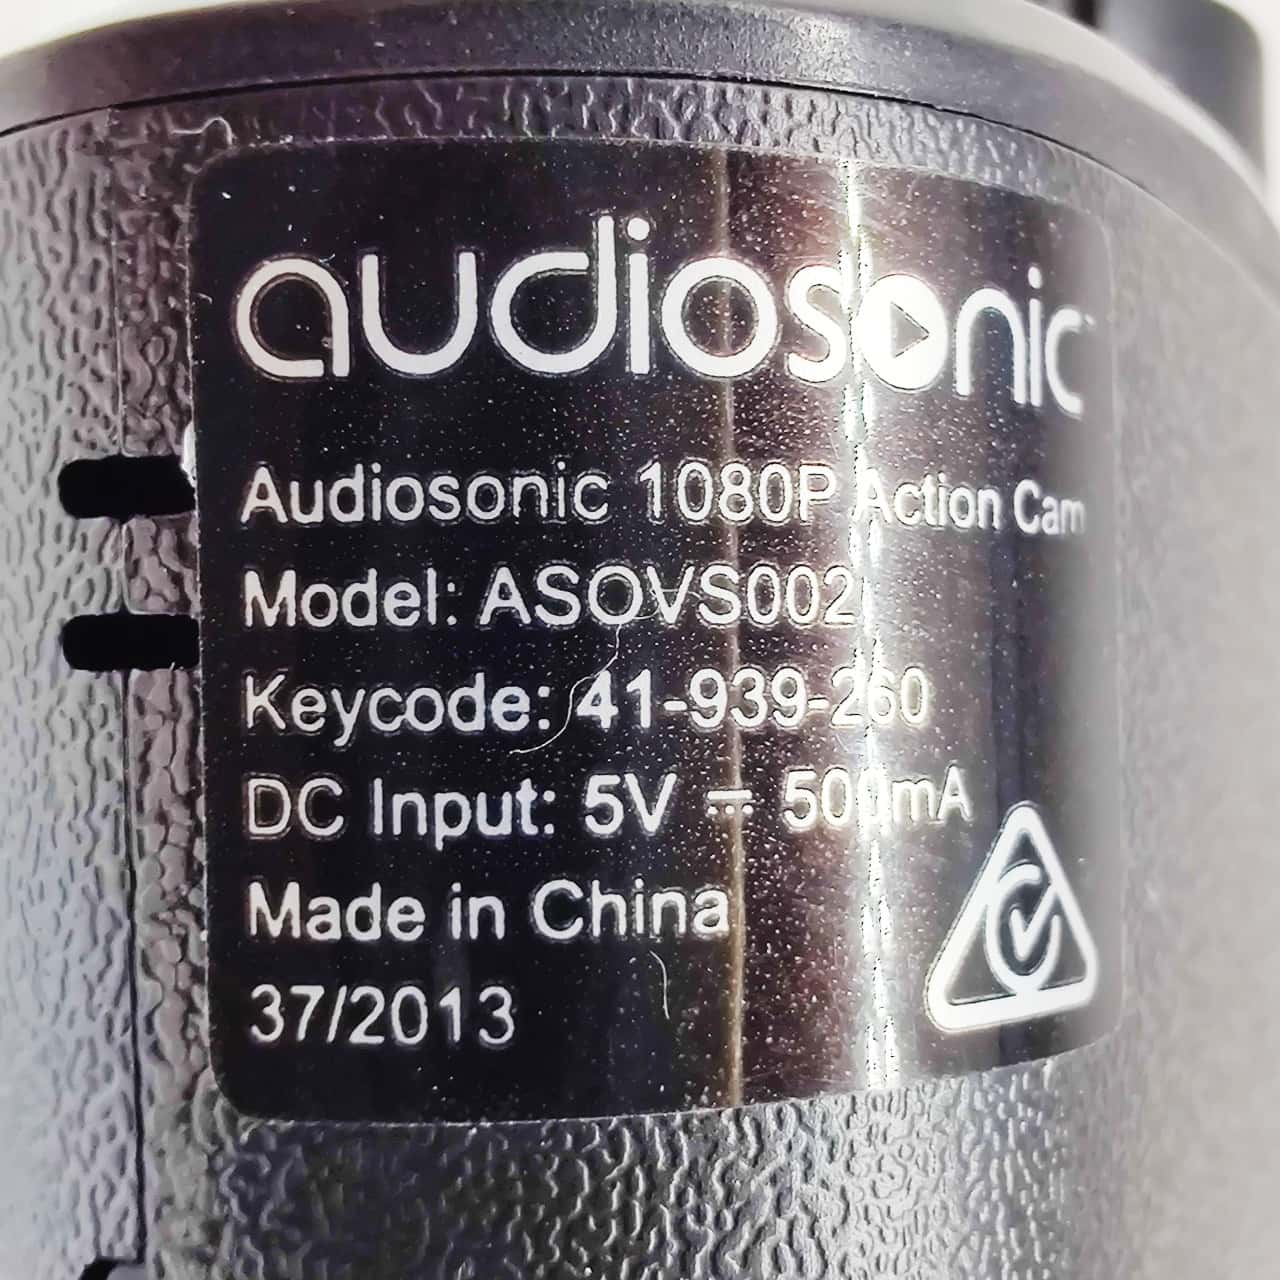 audiosonic
Audiosonic 1080P Action Cam
Model: ASOVS002
Keycode: 41-939-260
DC Input: 5V ⎓ 500mA
Made in China
37/2013